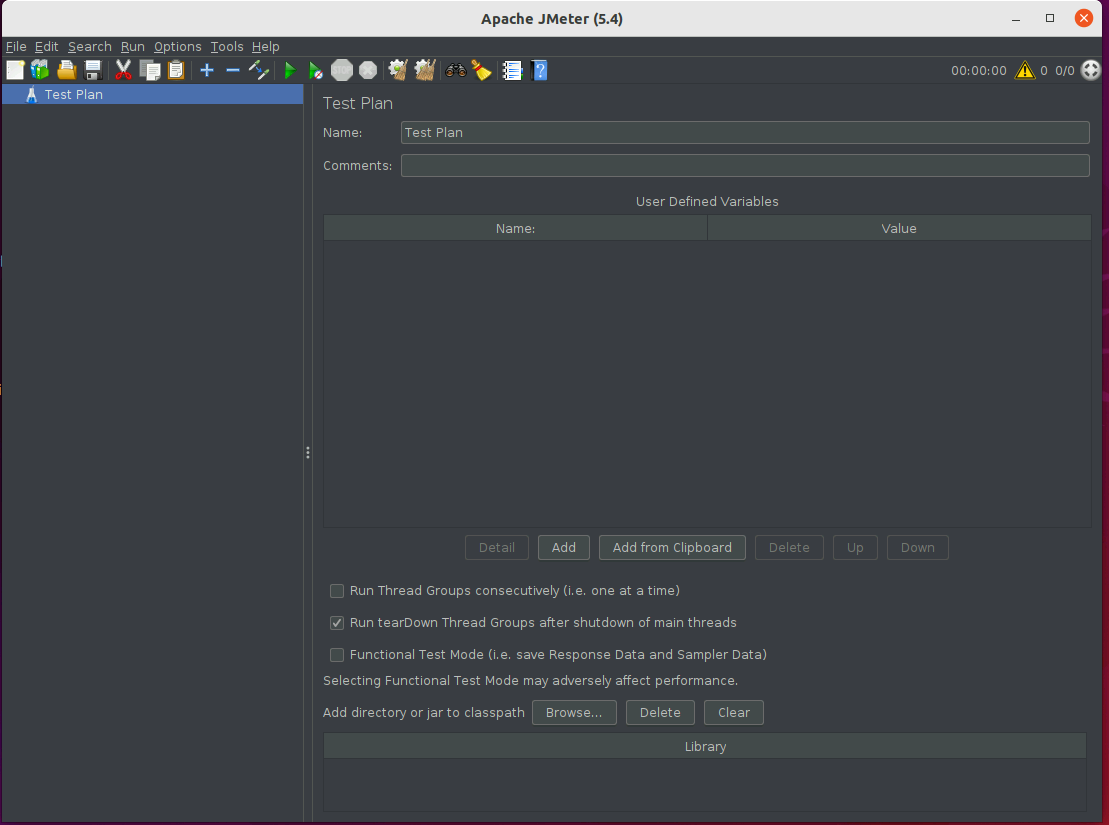 Apache JMeter (5.4)
File Edit Search Run Options Tools Help
STOP ? 00:00:00 0 0/0
Test Plan
Test Plan
Name: Test Plan
Comments:
User Defined Variables
Name: Value
Detail Add Add from Clipboard Delete Up Down
Run Thread Groups consecutively (i.e. one at a time)
Run tearDown Thread Groups after shutdown of main threads
Functional Test Mode (i.e. save Response Data and Sampler Data)
Selecting Functional Test Mode may adversely affect performance.
Add directory or jar to classpath Browse... Delete Clear
Library